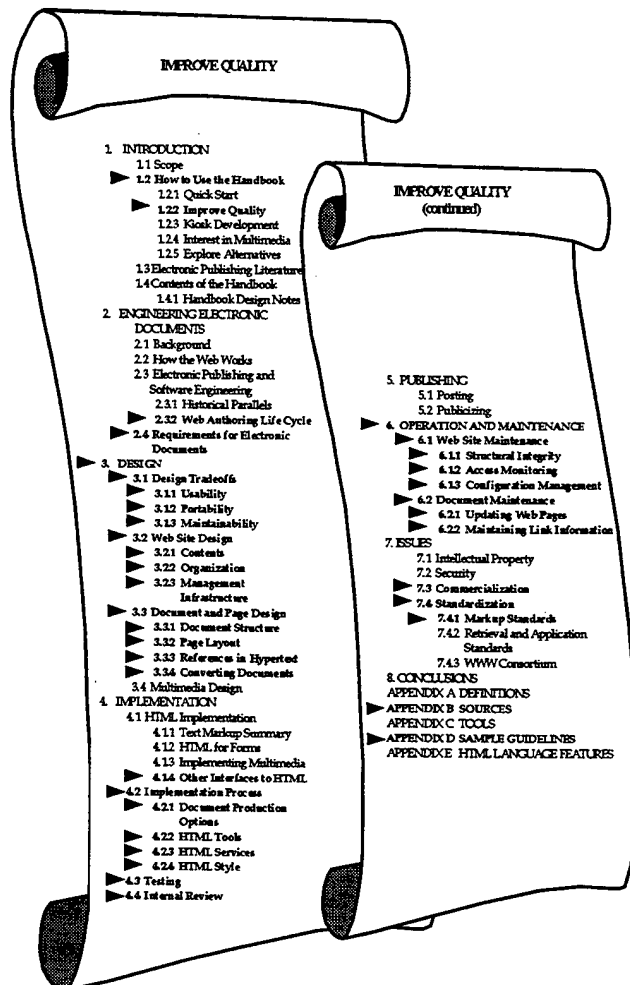 IMPROVE QUALITY
1. INTRODUCTION
1.1 Scope
1.2 How to Use the Handbook
1.2.1 Quick Start
1.2.2 Improve Quality
1.2.3 Kiosk Development
1.2.4 Interest in Multimedia
1.2.5 Explore Alternatives
1.3 Electronic Publishing Literature
1.4 Contents of the Handbook
1.4.1 Handbook Design Notes
2. ENGINEERING ELECTRONIC
DOCUMENTS
2.1 Background
2.2 How the Web Works
2.3 Electronic Publishing and
Software Engineering
2.3.1 Historical Parallels
2.3.2 Web Authoring Life Cycle
2.4 Requirements for Electronic
Documents
3. DESIGN
3.1 Design Tradeoffs
3.1.1 Usability
3.1.2 Portability
3.1.3 Maintainability
3.2 Web Site Design
3.2.1 Contents
3.2.2 Organization
3.2.3 Management
Infrastructure
3.3 Document and Page Design
3.3.1 Document Structure
3.3.2 Page Layout
3.3.3 References in Hypertext
3.3.4 Converting Documents
3.4 Multimedia Design
4. IMPLEMENTATION
4.1 HTML Implementation
4.1.1 Text Markup Summary
4.1.2 HTML for Forms
4.1.3 Implementing Multimedia
4.1.4 Other Interfaces to HTML
4.2 Implementation Process
4.2.1 Document Production
Options
4.2.2 HTML Tools
4.2.3 HTML Services
4.2.4 HTML Style
4.3 Testing
4.4 Internal Review
IMPROVE QUALITY
(continued)
5. PUBLISHING
5.1 Posting
5.2 Publicizing
6. OPERATION AND MAINTENANCE
6.1 Web Site Maintenance
6.1.1 Structural Integrity
6.1.2 Access Monitoring
6.1.3 Configuration Management
6.2 Document Maintenance
6.2.1 Updating Web Pages
6.2.2 Maintaining Link Information
7. ISSUES
7.1 Intellectual Property
7.2 Security
7.3 Commercialization
7.4 Standardization
7.4.1 Markup Standards
7.4.2 Retrieval and Application
Standards
7.4.3 WWW Consortium
8. CONCLUSIONS
APPENDIX A DEFINITIONS
APPENDIX B SOURCES
APPENDIX C TOOLS
APPENDIX D SAMPLE GUIDELINES
APPENDIX E HTML LANGUAGE FEATURES